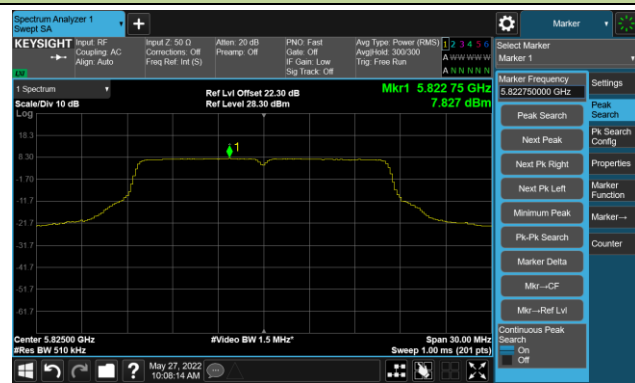 Spectrum Analyzer 1
Swept SA
+
Marker
KEYSIGHT
Input: RF
Coupling: AC
Align: Auto
Input Z: 50 Ω
Corrections: Off
Freq Ref: Int (S)
Atten: 20 dB
Preamp: Off
PNO: Fast
Gate: Off
IF Gain: Low
Sig Track: Off
Avg Type: Power (RMS)
Avg|Hold: 300/300
Trig: Free Run
1 2 3 4 5 6
A W W W W W
A N N N N N
LV
Select Marker
Marker 1
1 Spectrum
Scale/Div 10 dB
Log
Ref Lvl Offset 22.30 dB
Ref Level 28.30 dBm
Mkr1 5.822 75 GHz
7.827 dBm
18.3
8.30
-1.70
-11.7
-21.7
-31.7
-41.7
-51.7
-61.7
1
Center 5.82500 GHz
#Res BW 510 kHz
#Video BW 1.5 MHz*
Span 30.00 MHz
Sweep 1.00 ms (201 pts)
Marker Frequency
5.822750000 GHz
Peak Search
Next Peak
Next Pk Right
Next Pk Left
Minimum Peak
Pk-Pk Search
Marker Delta
Mkr→CF
Mkr→Ref Lvl
Continuous Peak
Search
On
Off
Settings
Peak
Search
Pk Search
Config
Properties
Marker
Function
Marker→
Counter
?
May 27, 2022
10:08:14 AM